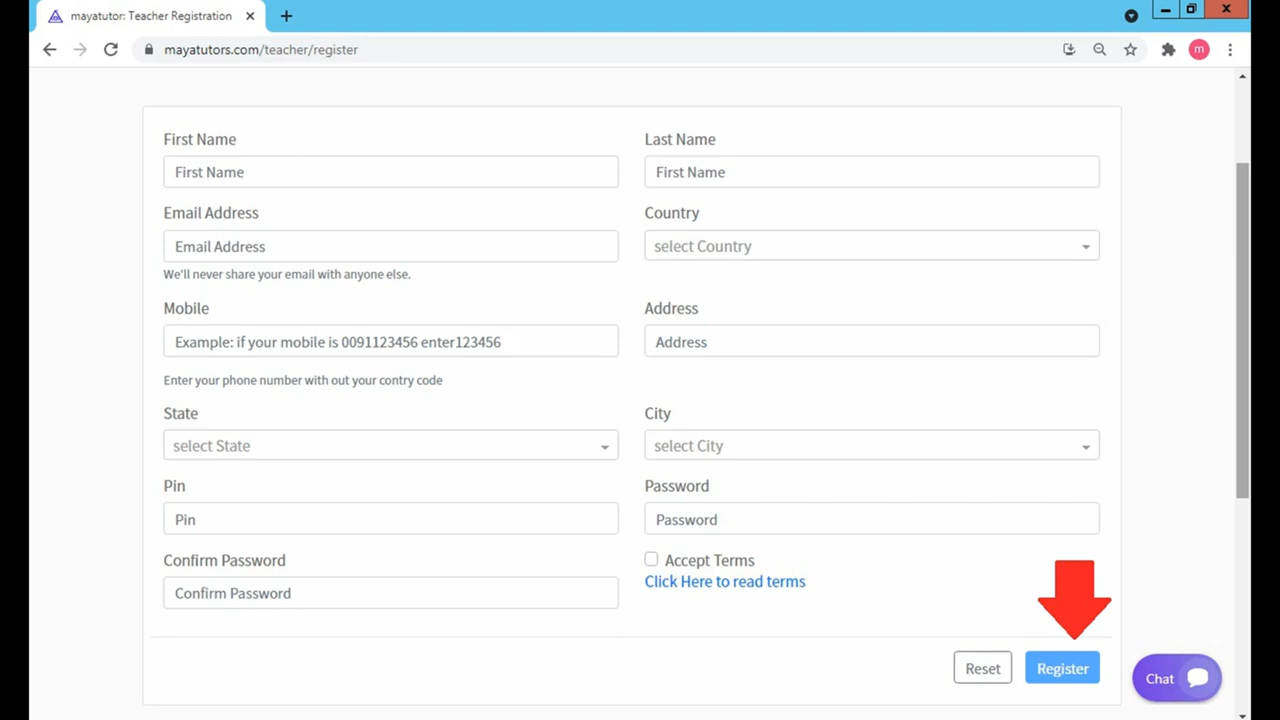 mayatutor: Teacher Registration
mayatutors.com/teacher/register
m
First Name
Last Name
First Name
First Name
Email Address
Country
Email Address
select Country
We'll never share your email with anyone else.
Mobile
Address
Example: if your mobile is 0091123456 enter123456
Address
Enter your phone number with out your contry code
State
City
select State
select City
Pin
Password
Pin
Password
Confirm Password
Accept Terms
Click Here to read terms
Confirm Password
Reset
Register
Chat